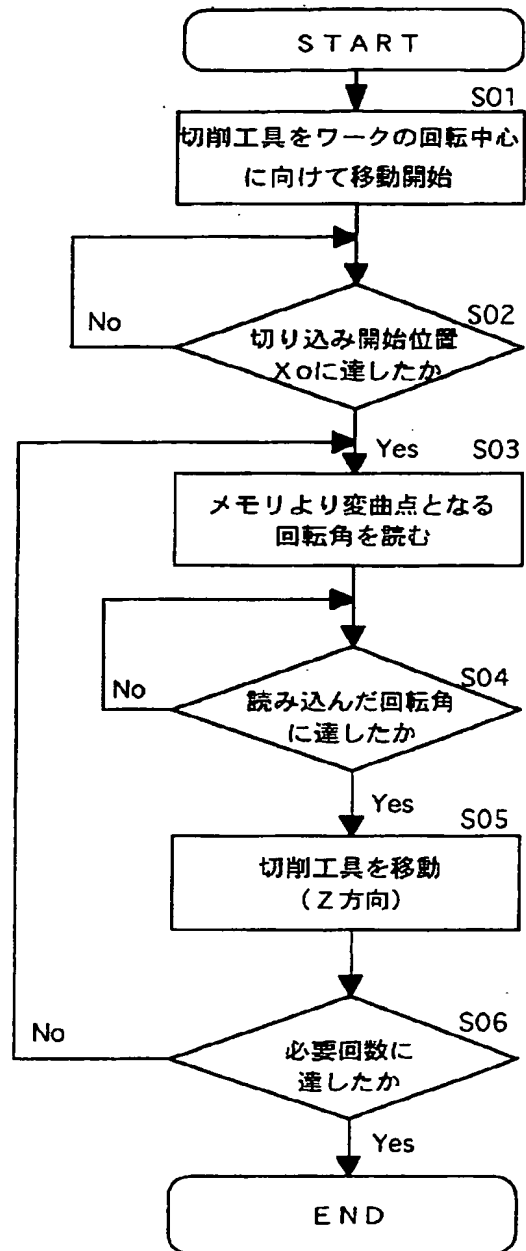 START
S01
切削工具をワークの回転中心
に向けて移動開始
No
S02
切り込み開始位置
Xoに達したか
Yes
S03
メモリより変曲点となる
回転角を読む
No
S04
読み込んだ回転角
に達したか
Yes
S05
切削工具を移動
(Z方向)
No
S06
必要回数に
達したか
Yes
END